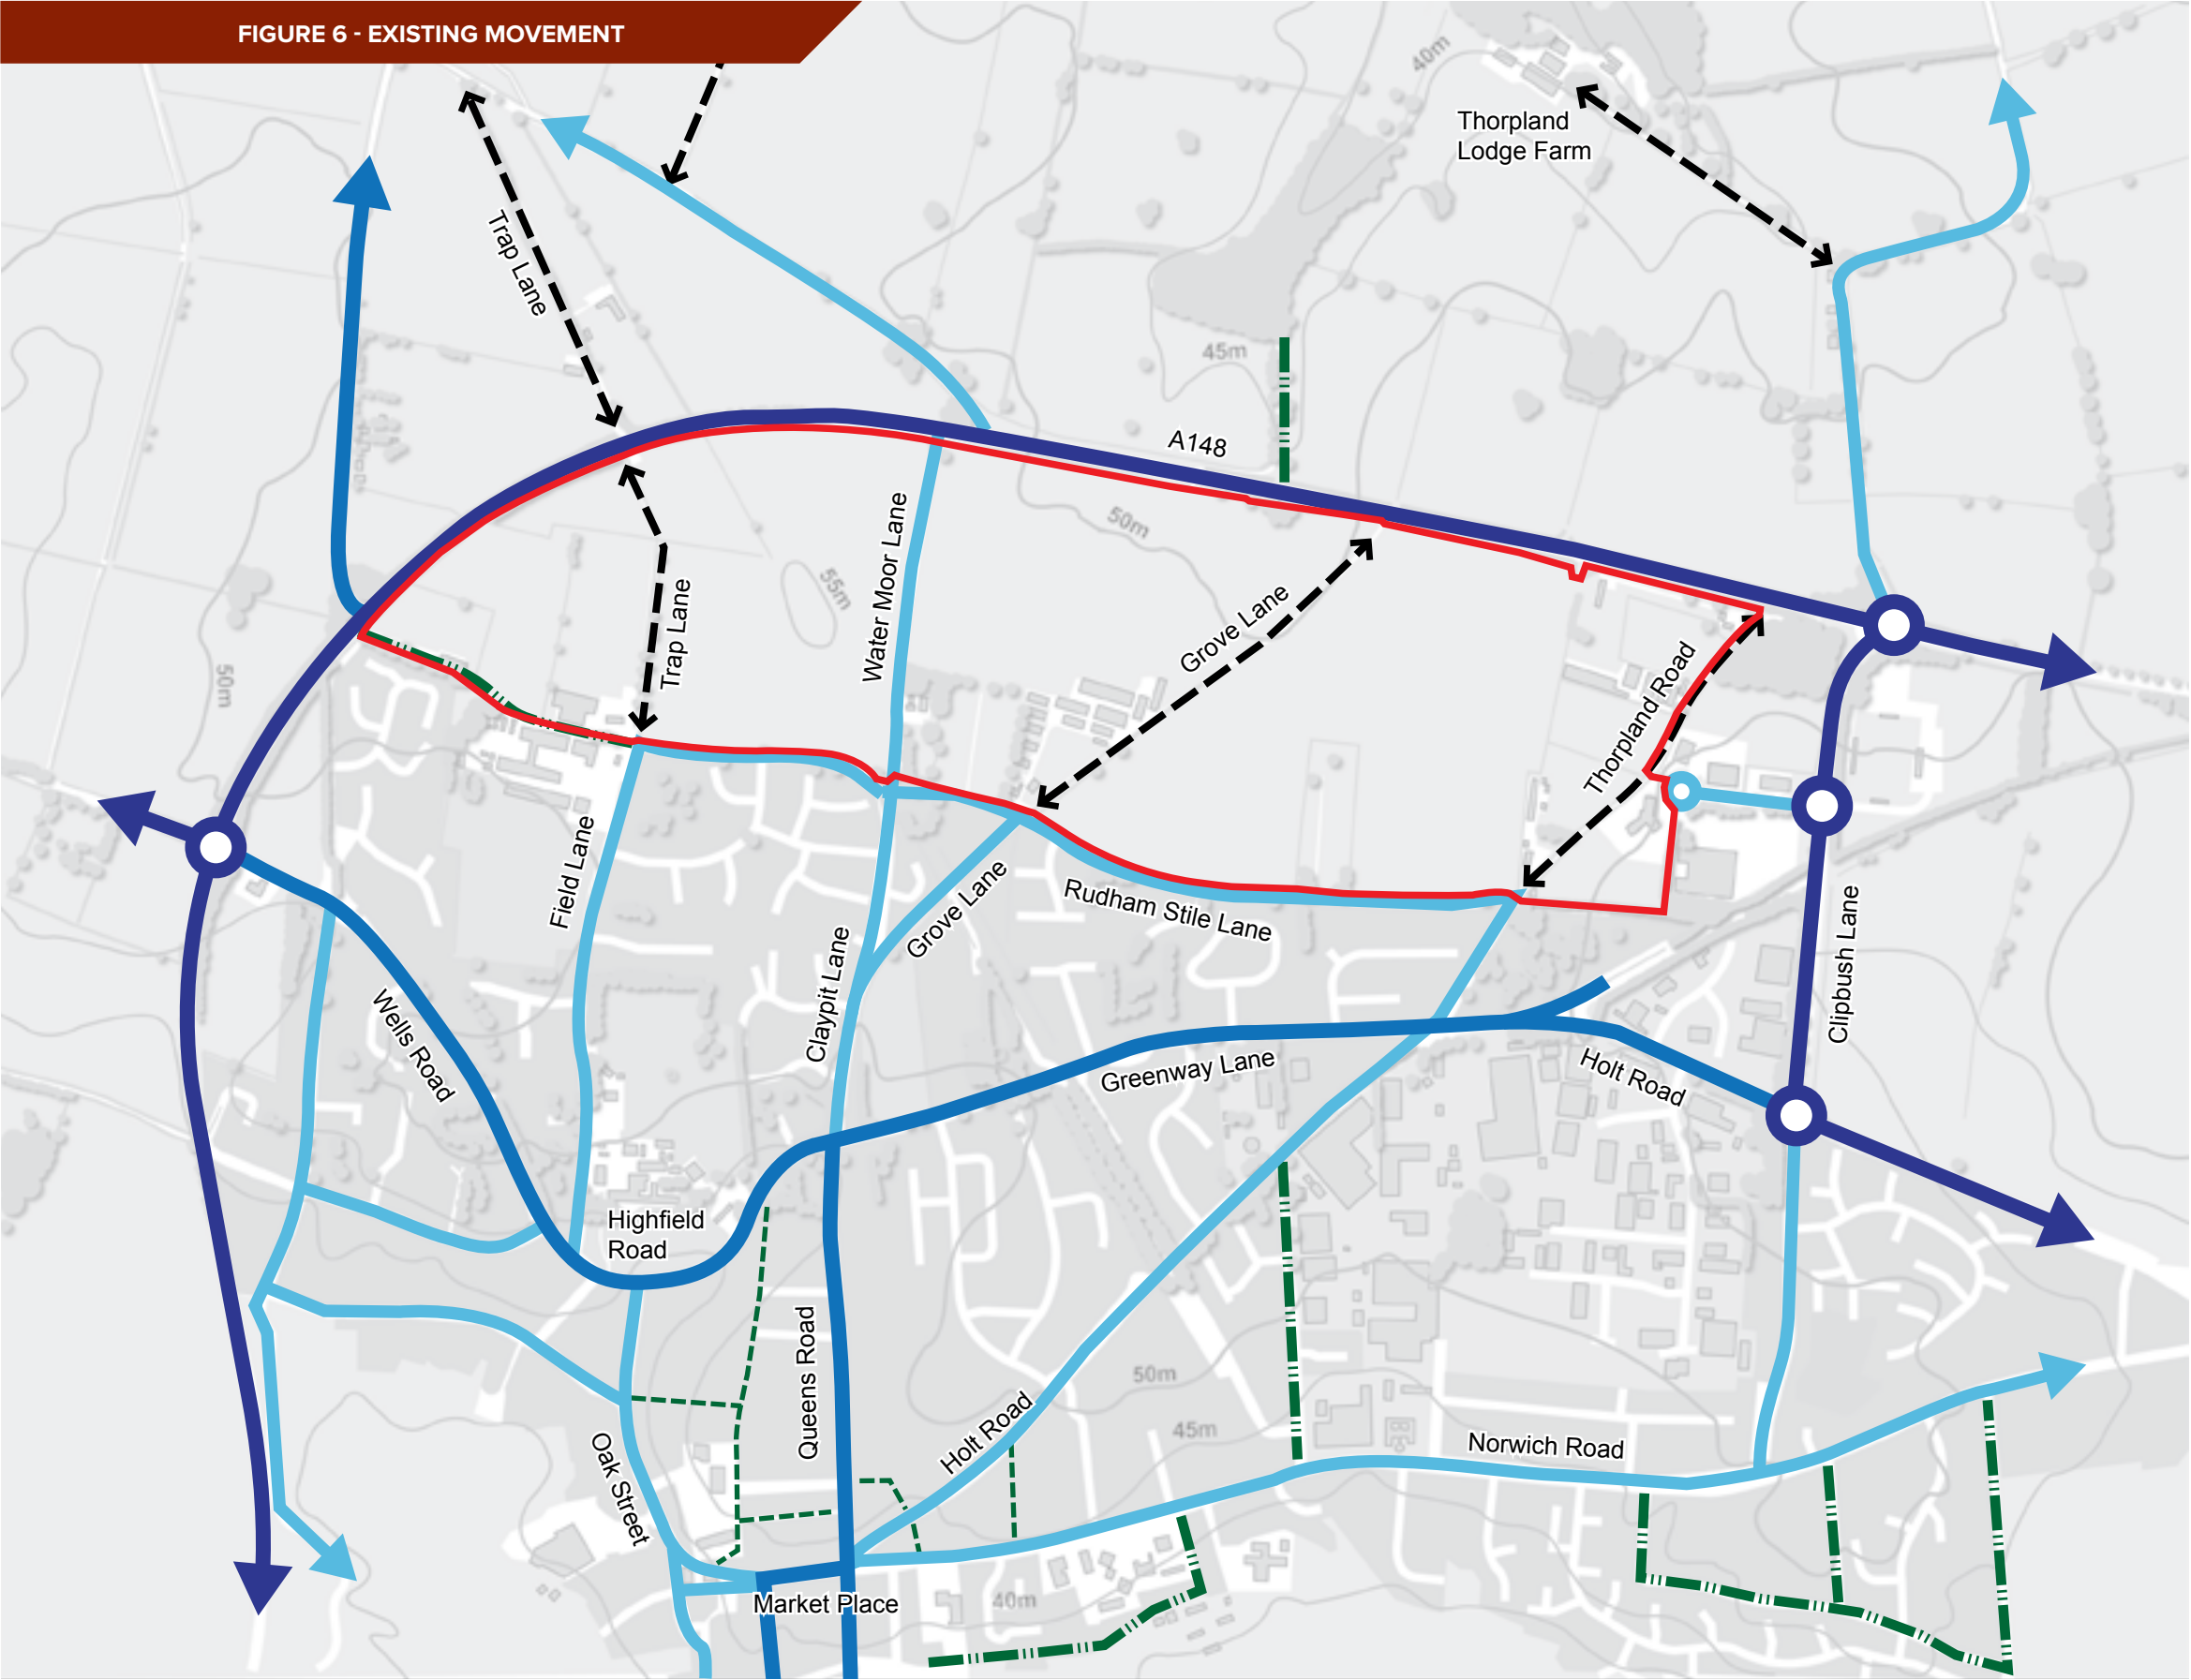 FIGURE 6 - EXISTING MOVEMENT
40m
Thorpland
Lodge Farm
Trap Lane
45m
A148
50m
Water Moor Lane
55m
Trap Lane
Grove Lane
50m
Thorpland Road
Field Lane
Grove Lane
Rudham Stile Lane
Claypit Lane
Clipbush Lane
Wells Road
Greenway Lane
Holt Road
Highfield
Road
Queens Road
50m
Holt Road
45m
Norwich Road
Oak Street
Market Place
40m